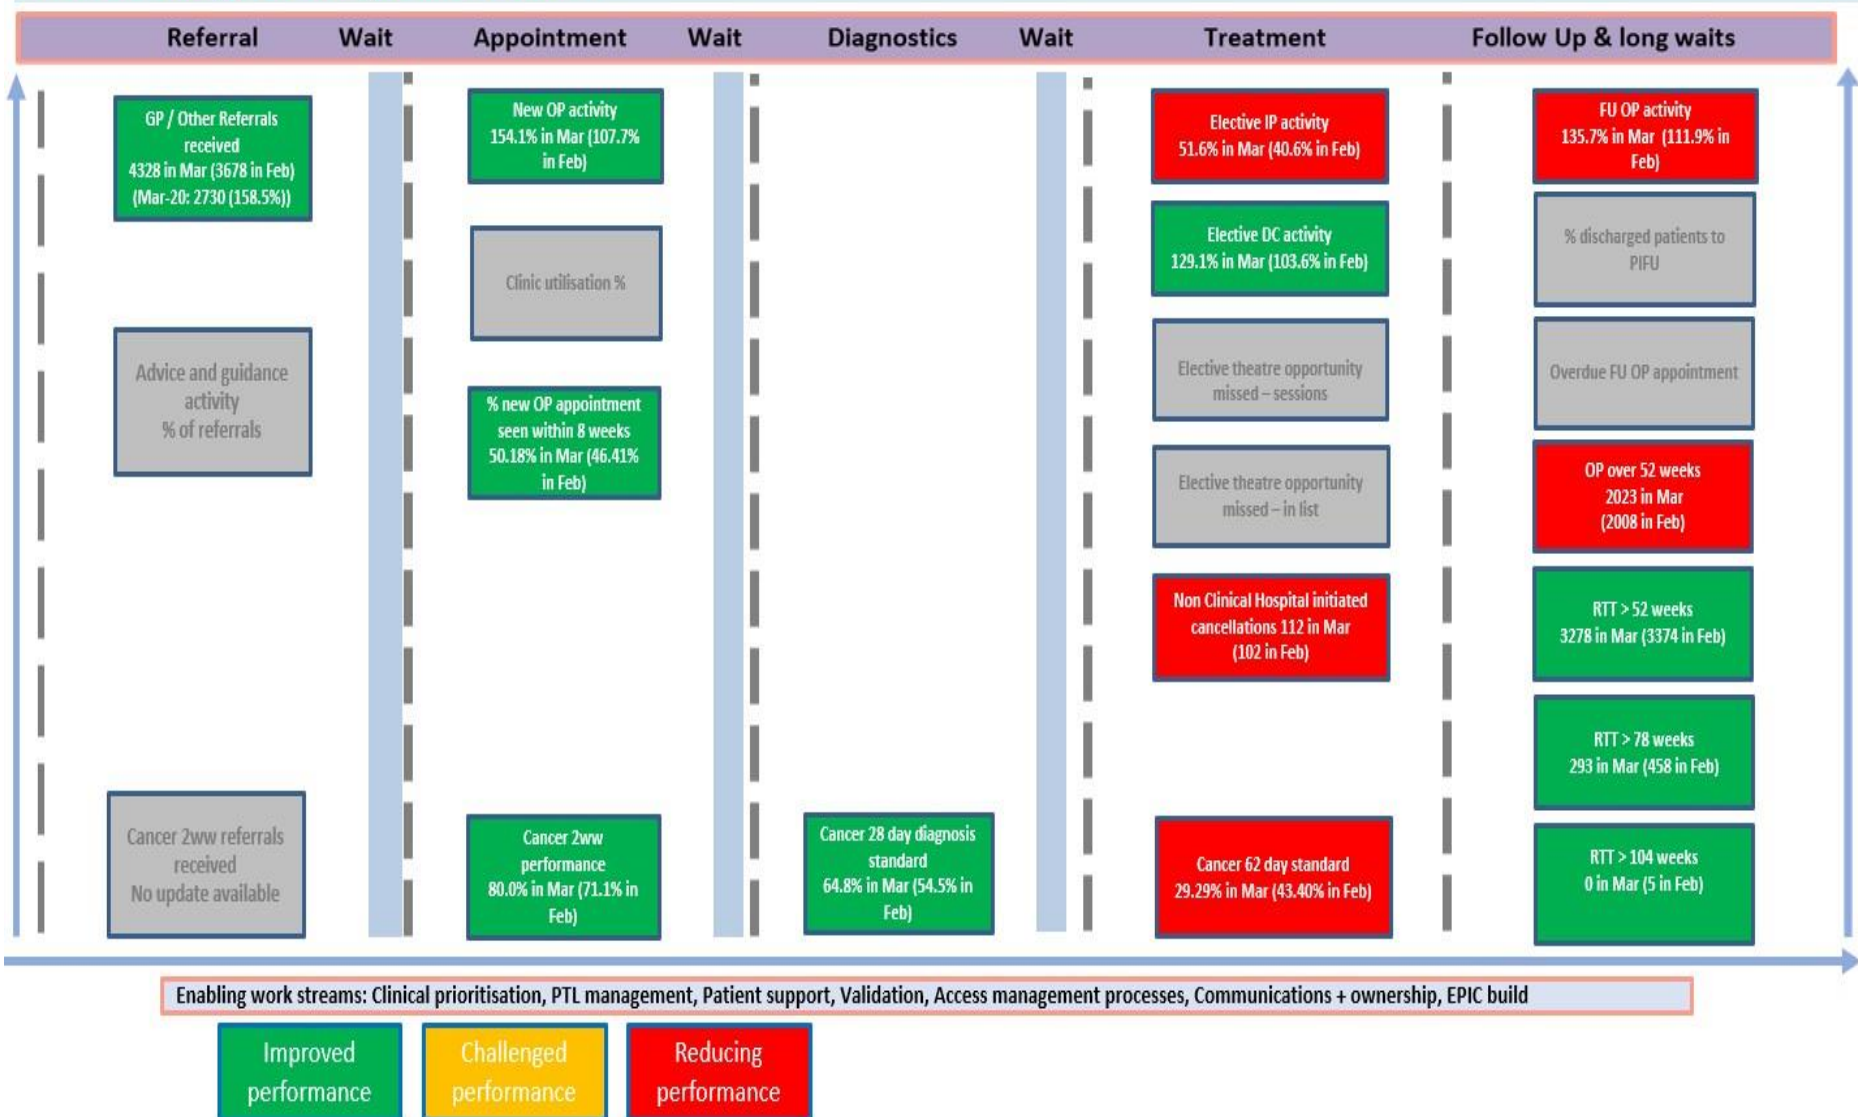 Referral
Wait
Appointment
Wait
Diagnostics
Wait
Treatment
Follow Up & long waits
GP / Other Referrals
received
4328 in Mar (3678 in Feb)
(Mar-20: 2730 (158.5%))
Advice and guidance
activity
% of referrals
Cancer 2ww referrals
received
No update available
New OP activity
154.1% in Mar (107.7%
in Feb)
Clinic utilisation %
% new OP appointment
seen within 8 weeks
50.18% in Mar (46.41%
in Feb)
Cancer 2ww
performance
80.0% in Mar (71.1% in
Feb)
Cancer 28 day diagnosis
standard
64.8% in Mar (54.5% in
Feb)
Elective IP activity
51.6% in Mar (40.6% in Feb)
Elective DC activity
129.1% in Mar (103.6% in Feb)
Elective theatre opportunity
missed – sessions
Elective theatre opportunity
missed – in list
Non Clinical Hospital initiated
cancellations 112 in Mar
(102 in Feb)
Cancer 62 day standard
29.29% in Mar (43.40% in Feb)
FU OP activity
135.7% in Mar (111.9% in
Feb)
% discharged patients to
PIFU
Overdue FU OP appointment
OP over 52 weeks
2023 in Mar
(2008 in Feb)
RTT > 52 weeks
3278 in Mar (3374 in Feb)
RTT > 78 weeks
293 in Mar (458 in Feb)
RTT > 104 weeks
0 in Mar (5 in Feb)
Enabling work streams: Clinical prioritisation, PTL management, Patient support, Validation, Access management processes, Communications + ownership, EPIC build
Improved
performance
Challenged
performance
Reducing
performance